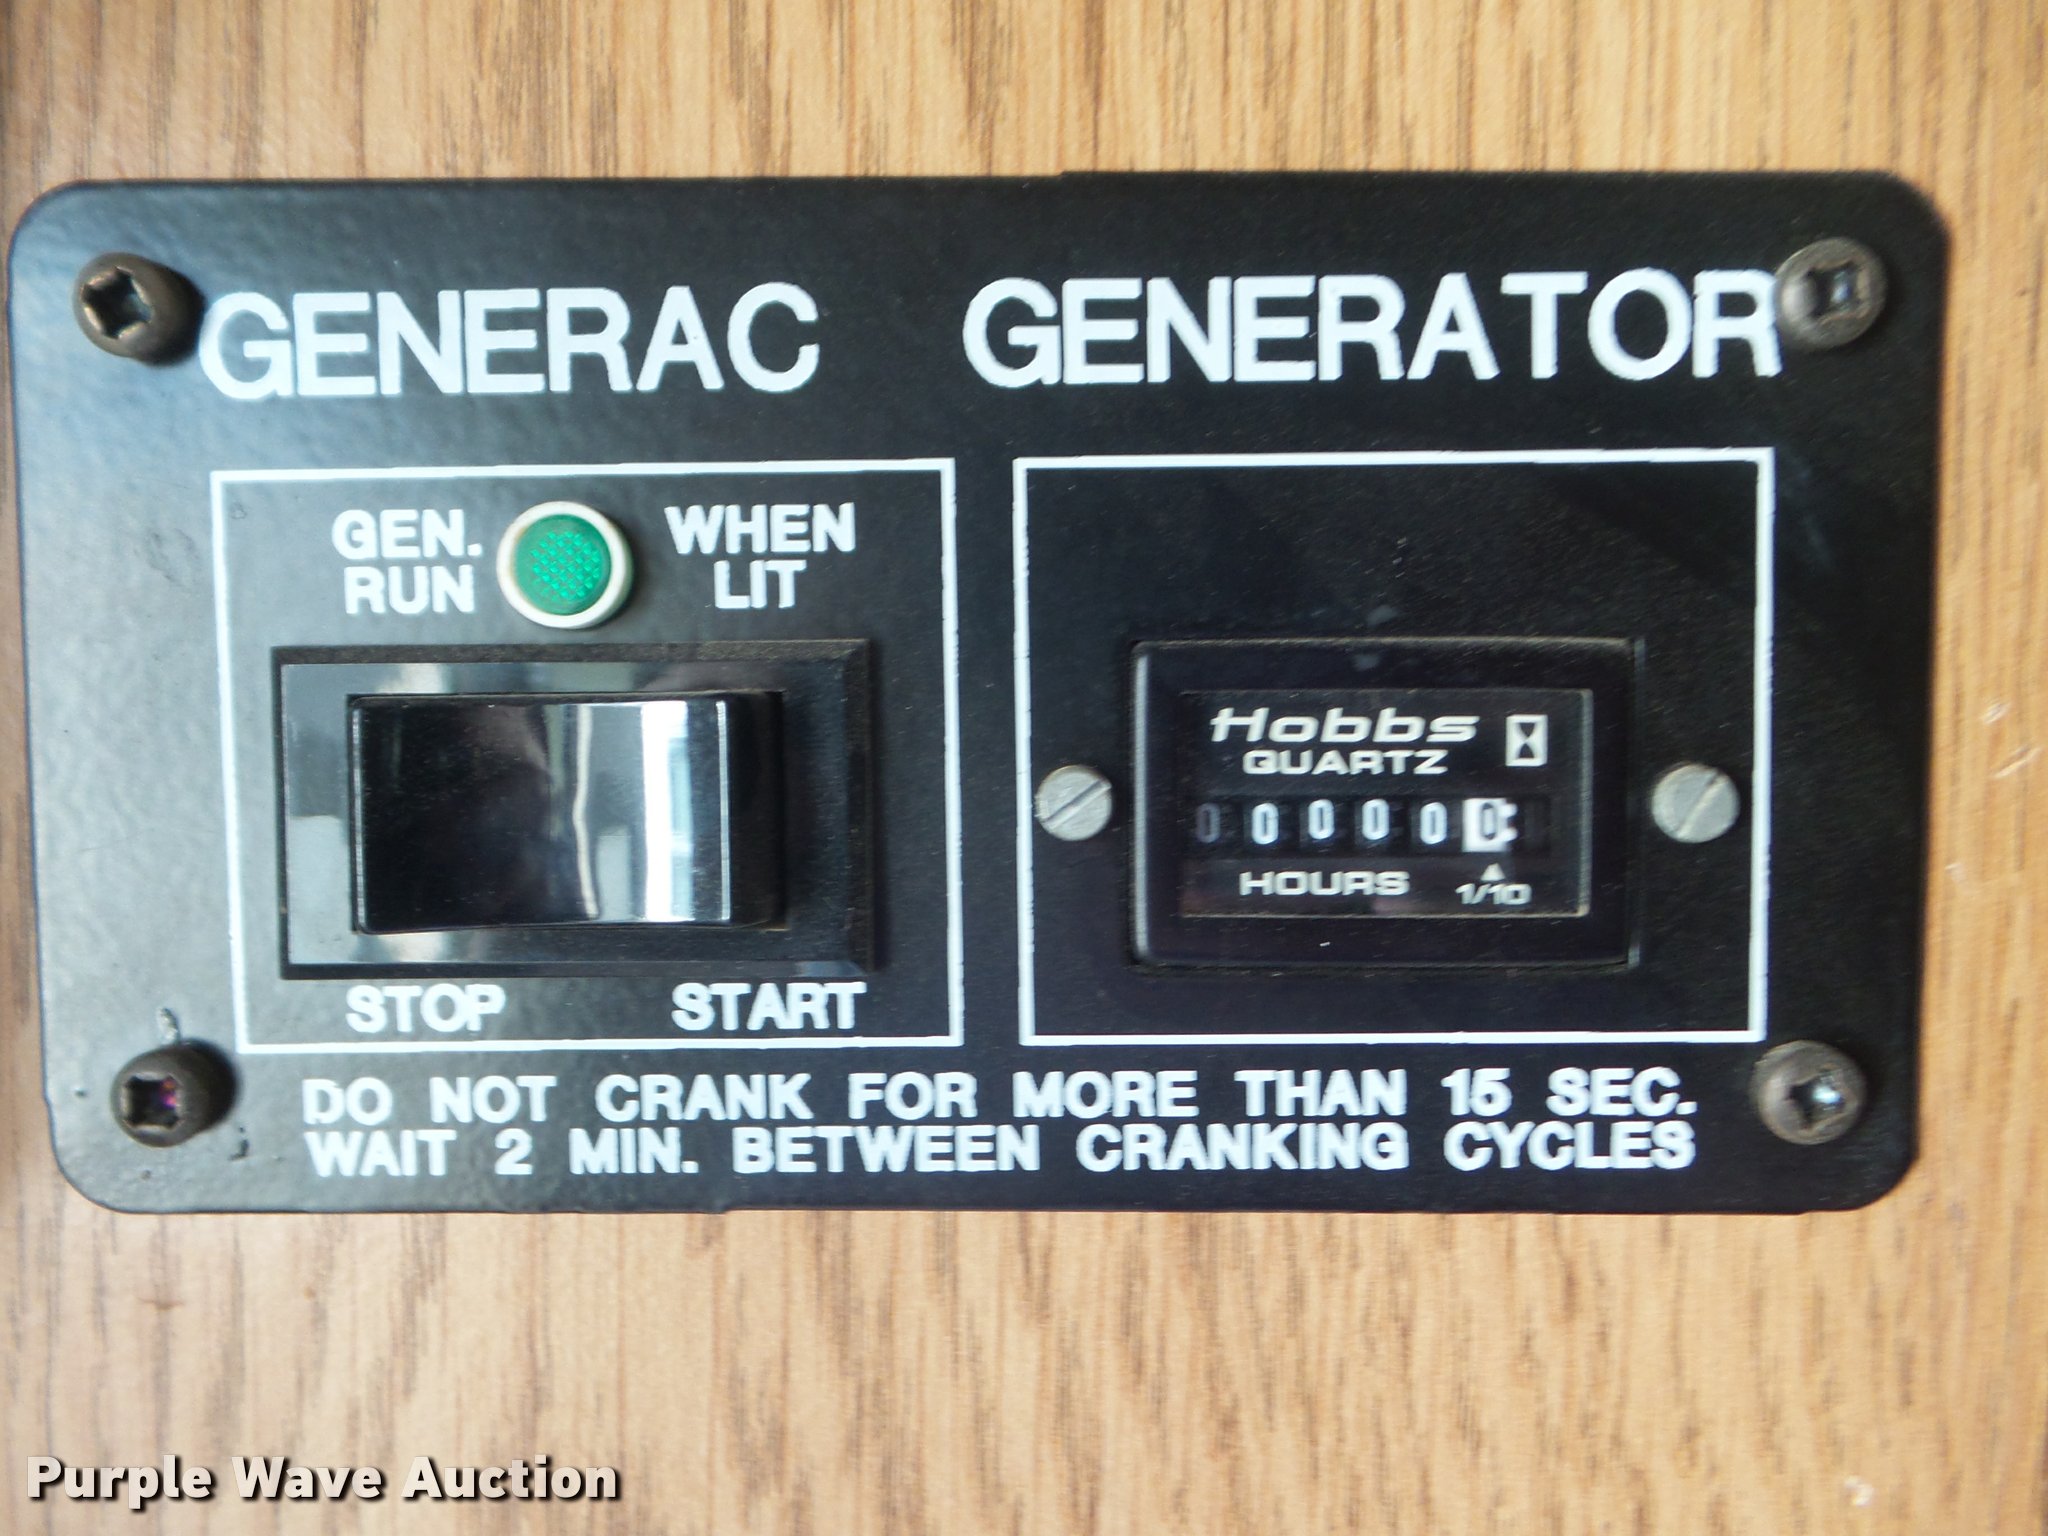 GENERAC GENERATOR
GEN. WHEN
RUN LIT
STOP START
Hobbs
QUARTZ
000000
HOURS 1/10
DO NOT CRANK FOR MORE THAN 15 SEC.
WAIT 2 MIN. BETWEEN CRANKING CYCLES
Purple Wave Auction